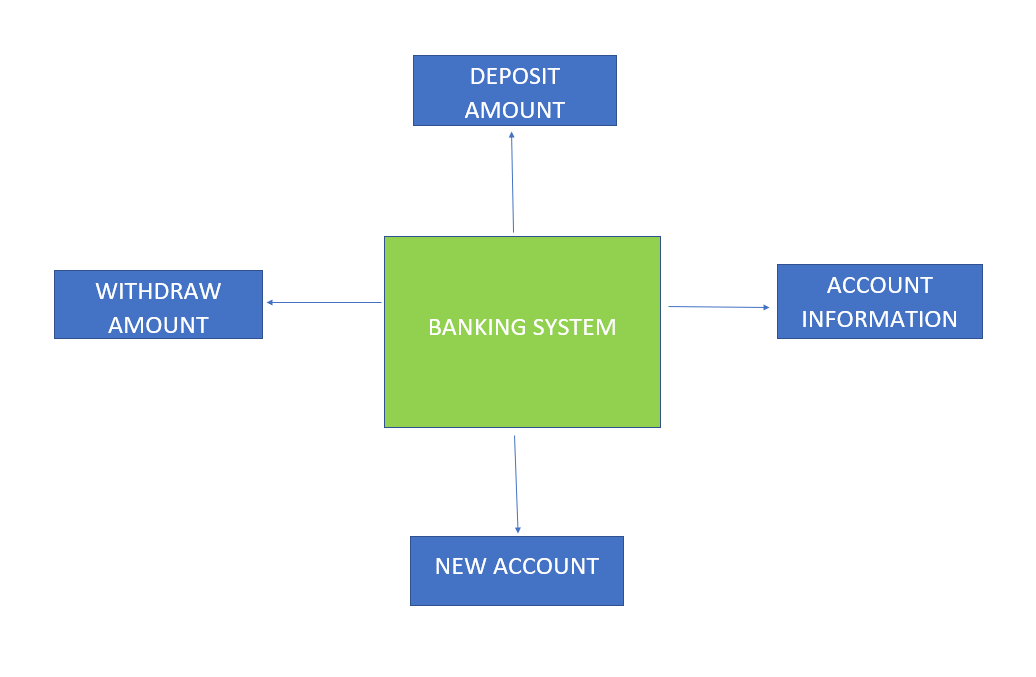 DEPOSIT
AMOUNT
WITHDRAW
AMOUNT
BANKING SYSTEM
ACCOUNT
INFORMATION
NEW ACCOUNT